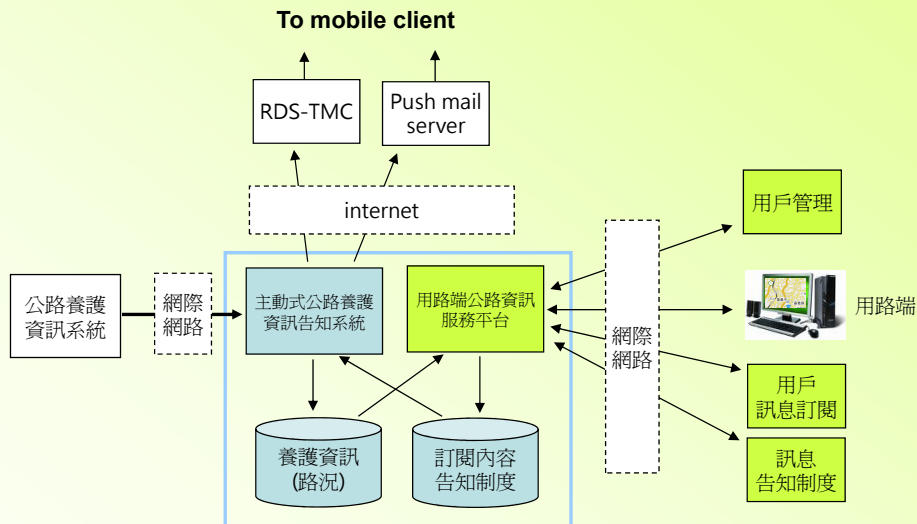 To mobile client
RDS-TMC
Push mail
server
internet
用戶管理
公路養護
資訊系統
網際
網路
主動式公路養護
資訊告知系統
用路端公路資訊
服務平台
網際
網路
用路端
用戶
訊息訂閱
養護資訊
(路況)
訂閱內容
告知制度
訊息
告知制度